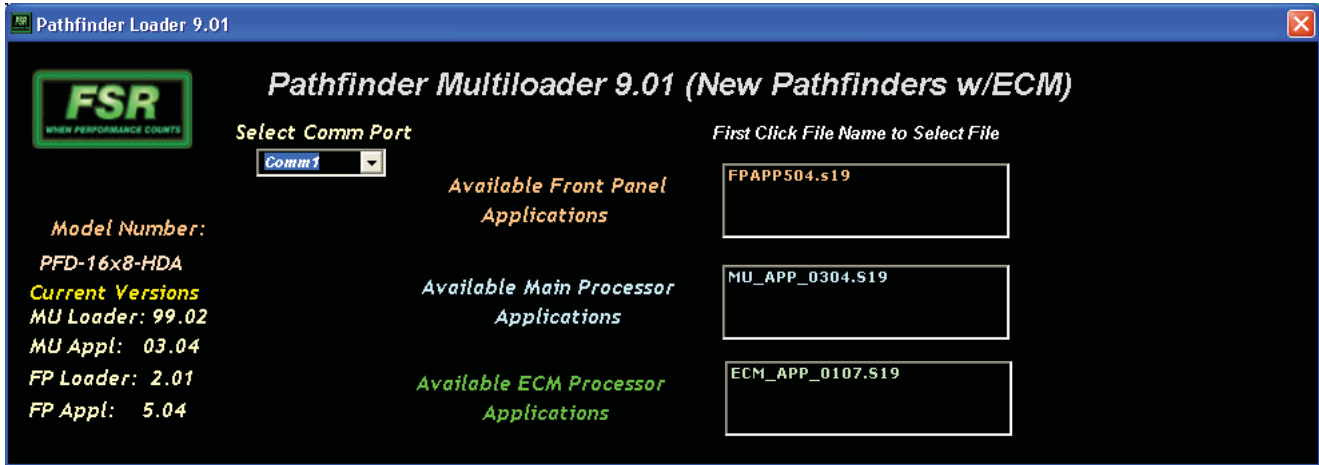 Pathfinder Loader 9.01
FSR
WHEN PERFORMANCE COUNTS
Pathfinder Multiloader 9.01 (New Pathfinders w/ECM)
Select Comm Port
Comm1
First Click File Name to Select File
Available Front Panel
Applications
FPAPP504.s19
Model Number:
PFD-16x8-HDA
Current Versions
MU Loader: 99.02
MU Appl: 03.04
FP Loader: 2.01
FP Appl: 5.04
Available Main Processor
Applications
MU_APP_0304.S19
Available ECM Processor
Applications
ECM_APP_0107.S19